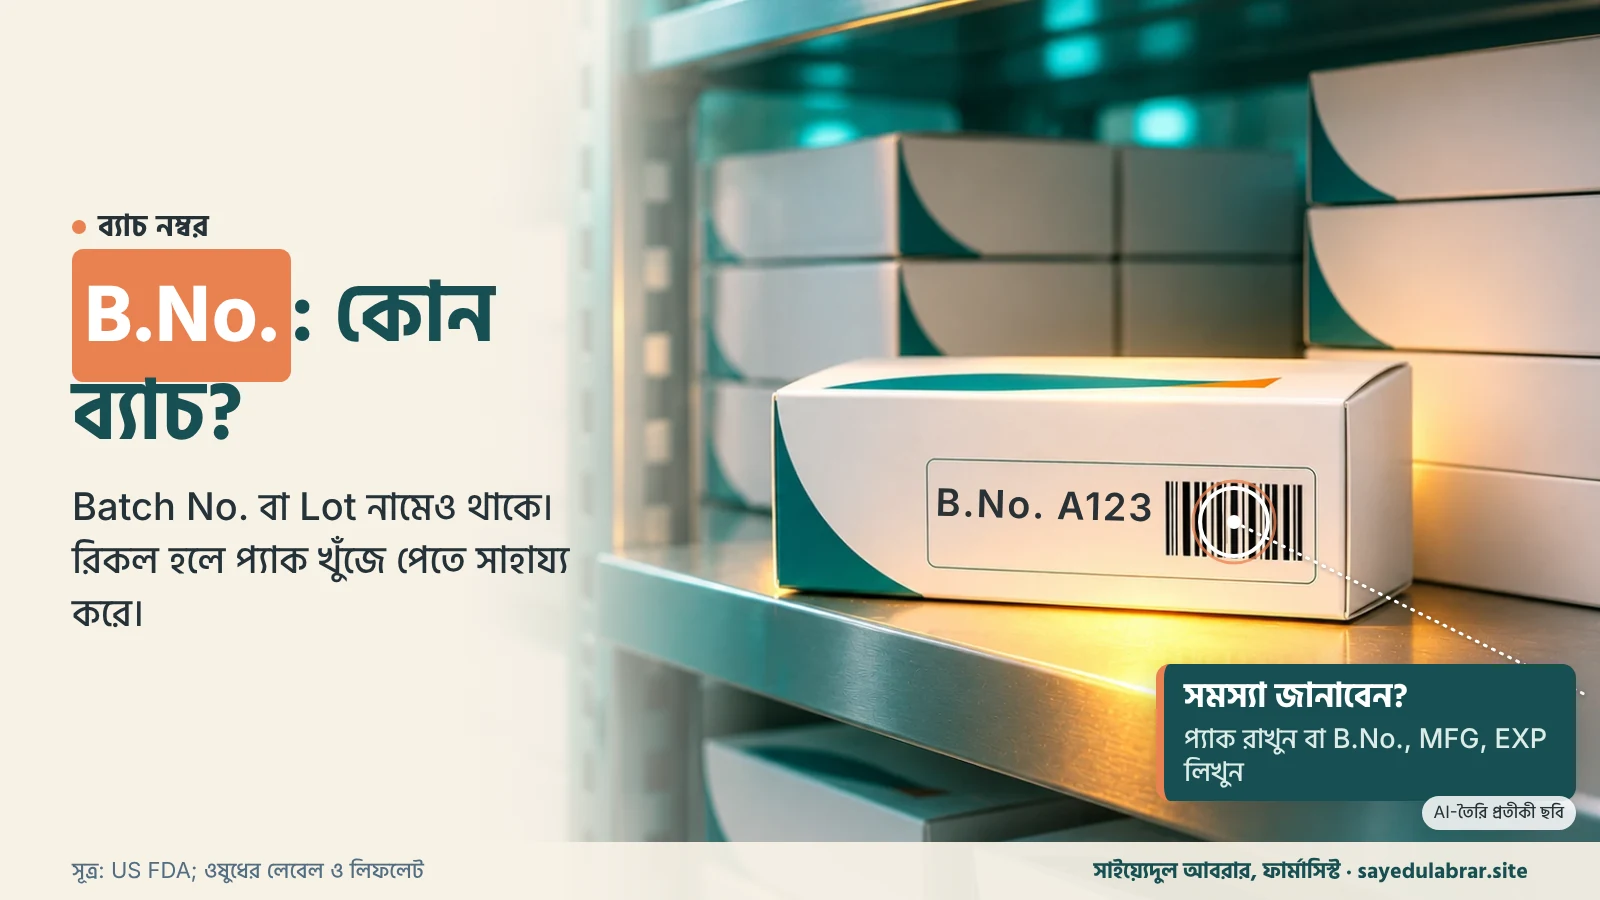 ব্যাচ নম্বর
B.No.: কোন
ব্যাচ?
Batch No. বা Lot নামেও থাকে।
রিকল হলে প্যাক খুঁজে পেতে সাহায্য
করে।
B.No. A123
সমস্যা জানাবেন?
প্যাক রাখুন বা B.No., MFG, EXP
লিখুন
AI-তৈরি প্রতীকী ছবি
সূত্র: US FDA; ওষুধের লেবেল ও লিফলেট
সাইয়্যেদুল আবরার, ফার্মাসিস্ট · sayedulabrar.site